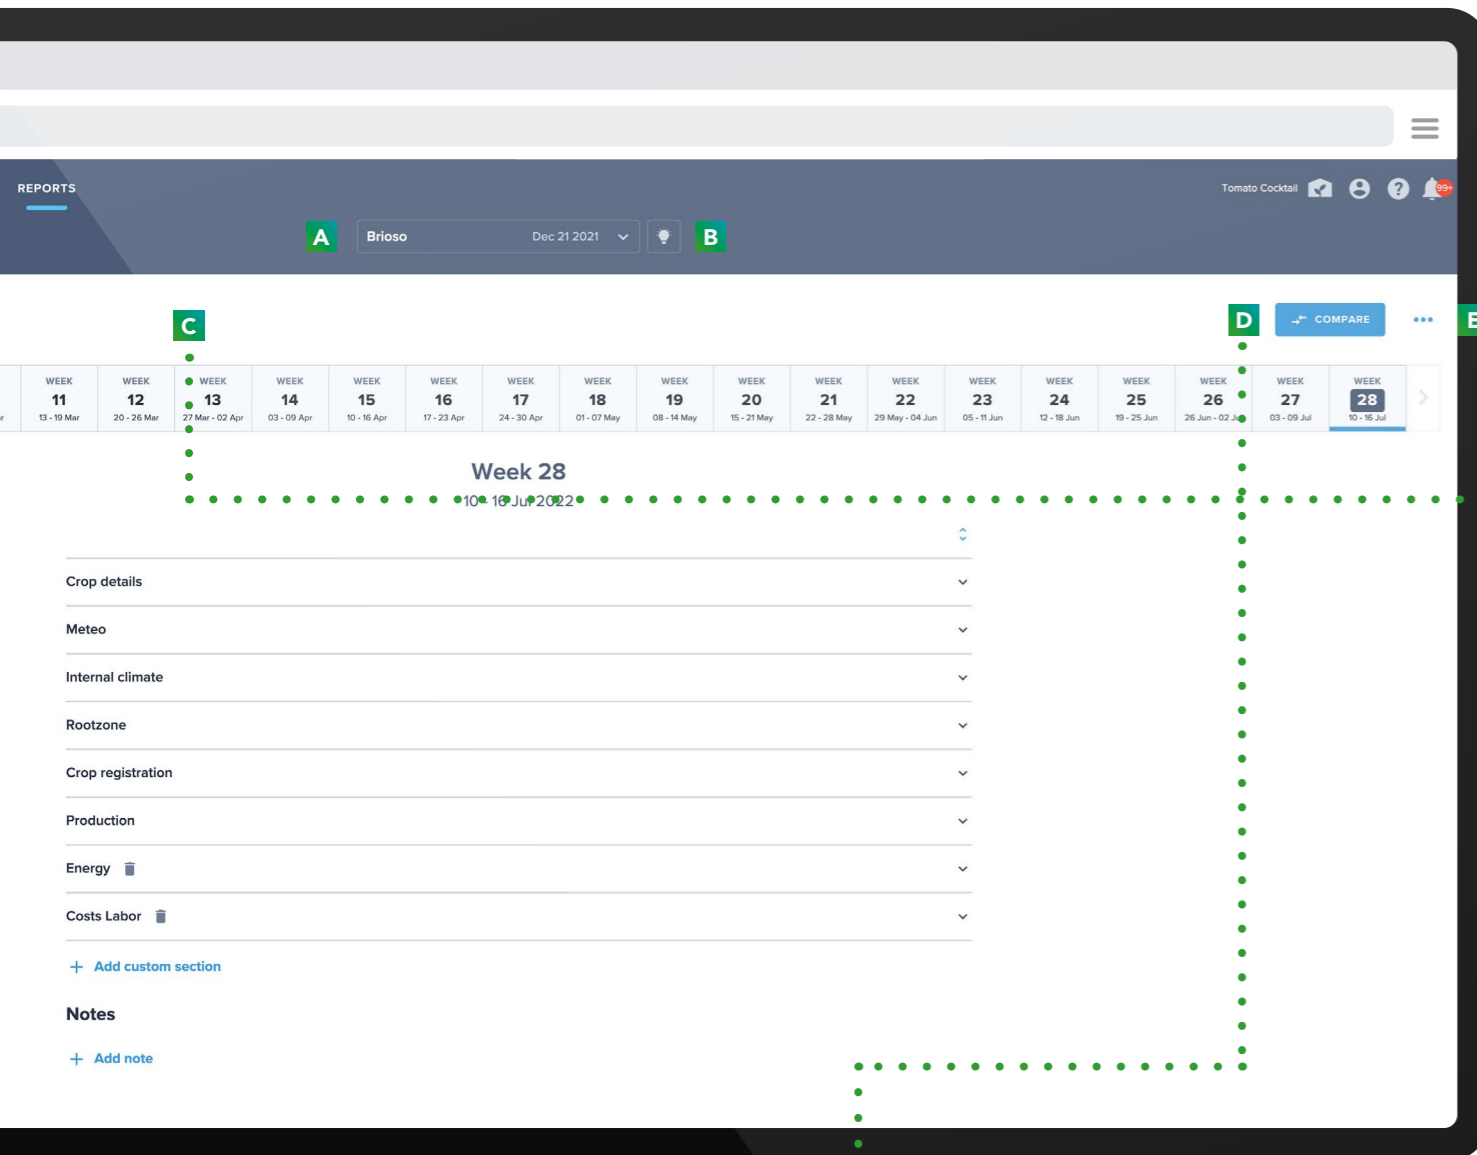 REPORTS
Tomato Cocktail
99+
A
Brioso
Dec 21 2021
B
C
D
COMPARE
E
WEEK WEEK WEEK WEEK WEEK WEEK WEEK WEEK WEEK WEEK WEEK WEEK WEEK WEEK WEEK WEEK WEEK WEEK
11 12 13 14 15 16 17 18 19 20 21 22 23 24 25 26 27 28
13 - 19 Mar 20 - 26 Mar 27 Mar - 02 Apr 03 - 09 Apr 10 - 16 Apr 17 - 23 Apr 24 - 30 Apr 01 - 07 May 08 - 14 May 15 - 21 May 22 - 28 May 29 May - 04 Jun 05 - 11 Jun 12 - 18 Jun 19 - 25 Jun 26 Jun - 02 Jul 03 - 09 Jul 10 - 16 Jul
Week 28
10 - 16 Jul 2022
Crop details
Meteo
Internal climate
Rootzone
Crop registration
Production
Energy
Costs Labor
+ Add custom section
Notes
+ Add note